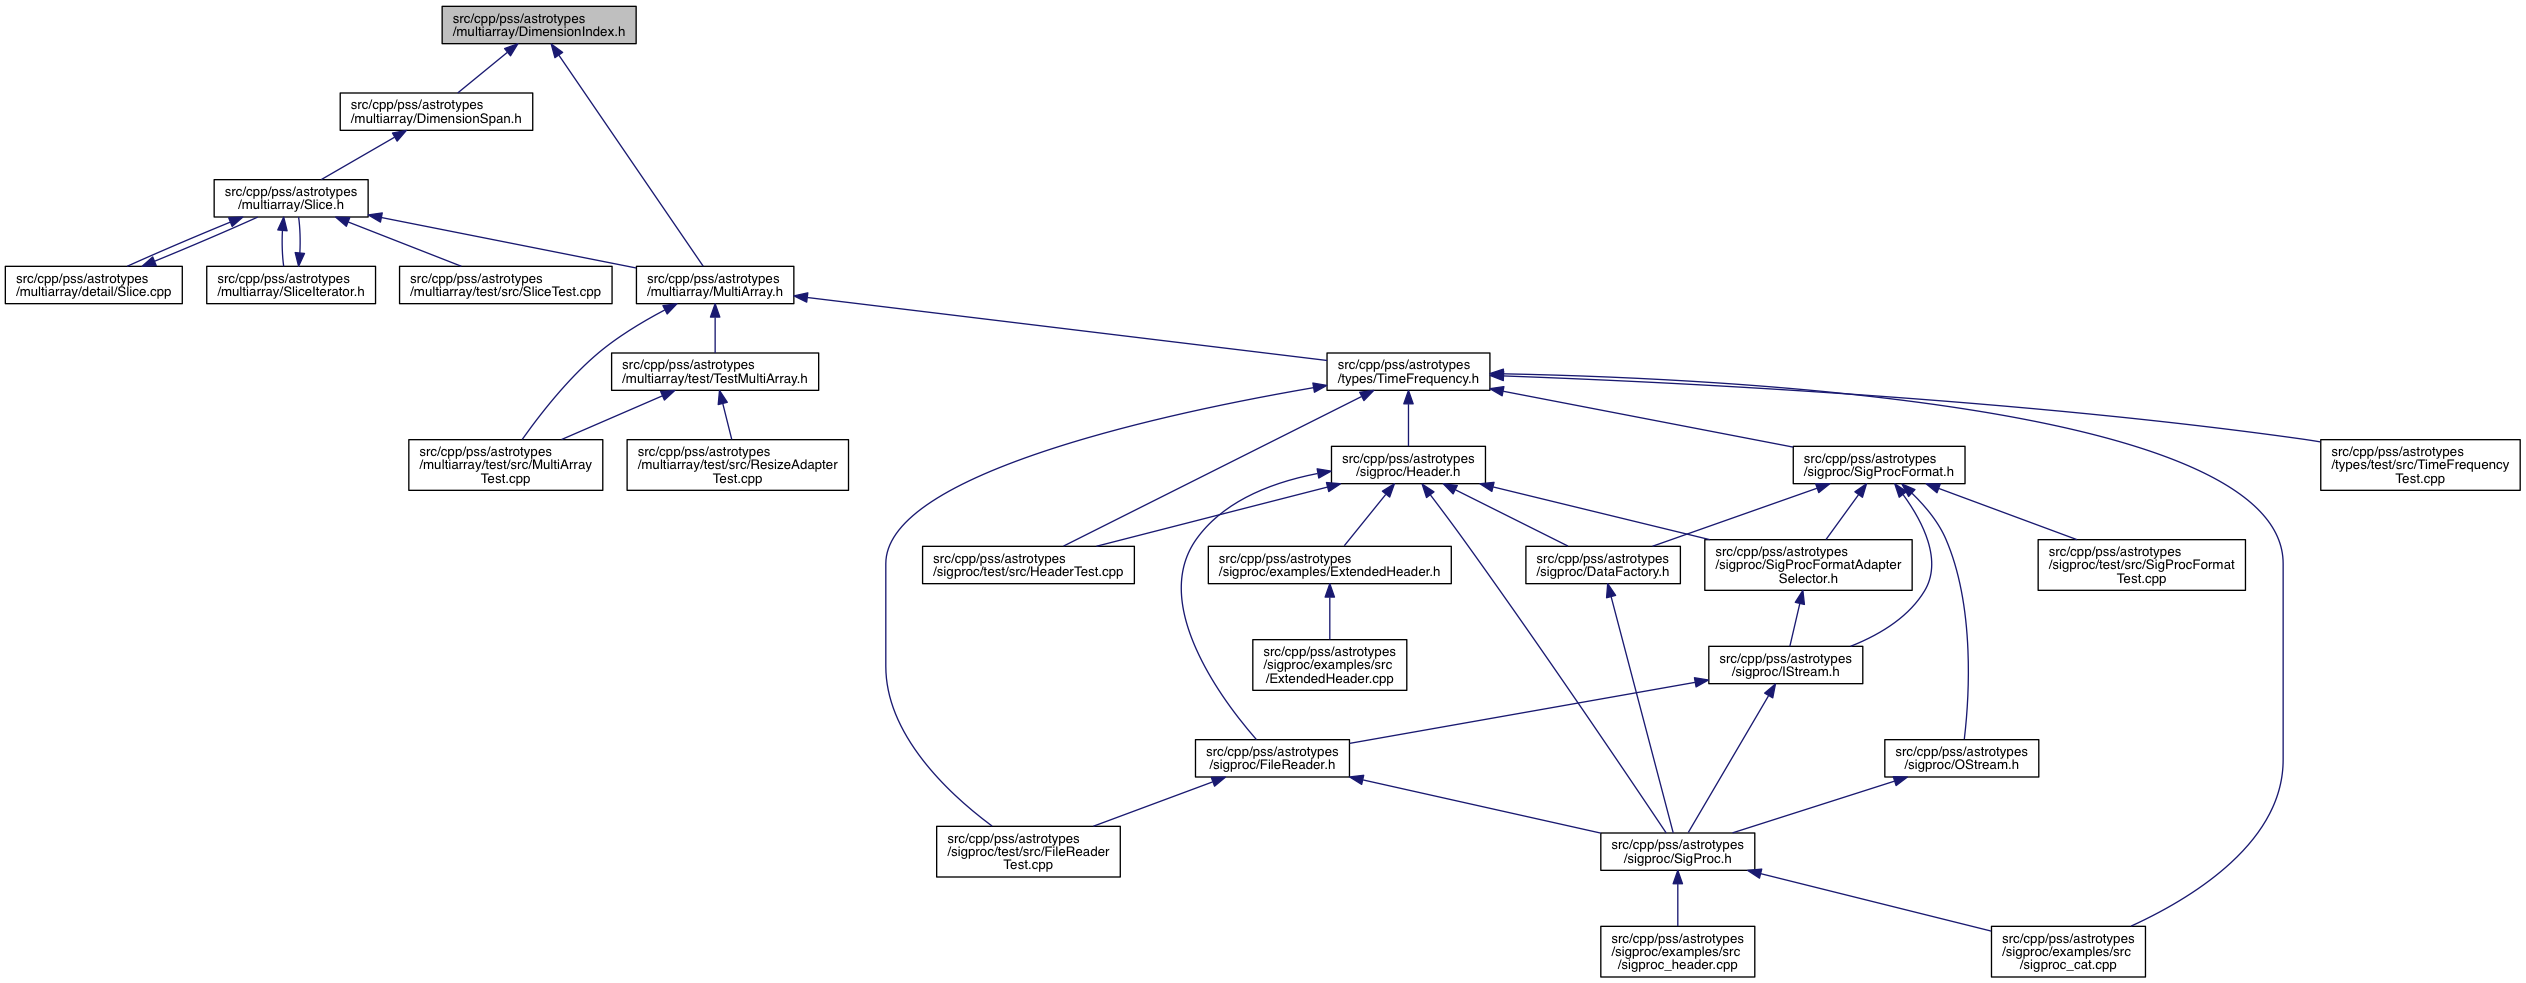 src/cpp/pss/astrotypes
/multiarray/DimensionIndex.h
src/cpp/pss/astrotypes
/multiarray/DimensionSpan.h
src/cpp/pss/astrotypes
/multiarray/Slice.h
src/cpp/pss/astrotypes
/multiarray/detail/Slice.cpp
src/cpp/pss/astrotypes
/multiarray/SliceIterator.h
src/cpp/pss/astrotypes
/multiarray/test/src/SliceTest.cpp
src/cpp/pss/astrotypes
/multiarray/MultiArray.h
src/cpp/pss/astrotypes
/multiarray/test/TestMultiArray.h
src/cpp/pss/astrotypes
/types/TimeFrequency.h
src/cpp/pss/astrotypes
/multiarray/test/src/MultiArray
Test.cpp
src/cpp/pss/astrotypes
/multiarray/test/src/ResizeAdapter
Test.cpp
src/cpp/pss/astrotypes
/sigproc/Header.h
src/cpp/pss/astrotypes
/sigproc/SigProcFormat.h
src/cpp/pss/astrotypes
/types/test/src/TimeFrequency
Test.cpp
src/cpp/pss/astrotypes
/sigproc/test/src/HeaderTest.cpp
src/cpp/pss/astrotypes
/sigproc/examples/ExtendedHeader.h
src/cpp/pss/astrotypes
/sigproc/DataFactory.h
src/cpp/pss/astrotypes
/sigproc/SigProcFormatAdapter
Selector.h
src/cpp/pss/astrotypes
/sigproc/test/src/SigProcFormat
Test.cpp
src/cpp/pss/astrotypes
/sigproc/examples/src
/ExtendedHeader.cpp
src/cpp/pss/astrotypes
/sigproc/IStream.h
src/cpp/pss/astrotypes
/sigproc/FileReader.h
src/cpp/pss/astrotypes
/sigproc/OStream.h
src/cpp/pss/astrotypes
/sigproc/test/src/FileReader
Test.cpp
src/cpp/pss/astrotypes
/sigproc/SigProc.h
src/cpp/pss/astrotypes
/sigproc/examples/src
/sigproc_header.cpp
src/cpp/pss/astrotypes
/sigproc/examples/src
/sigproc_cat.cpp